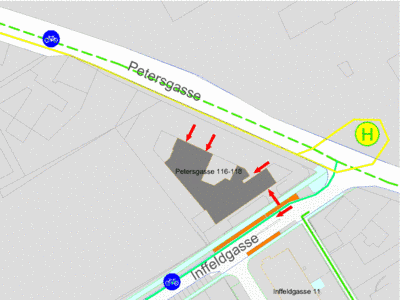 Petersgasse
H
Petersgasse 116-118
Inffeldgasse
Inffeldgasse 11